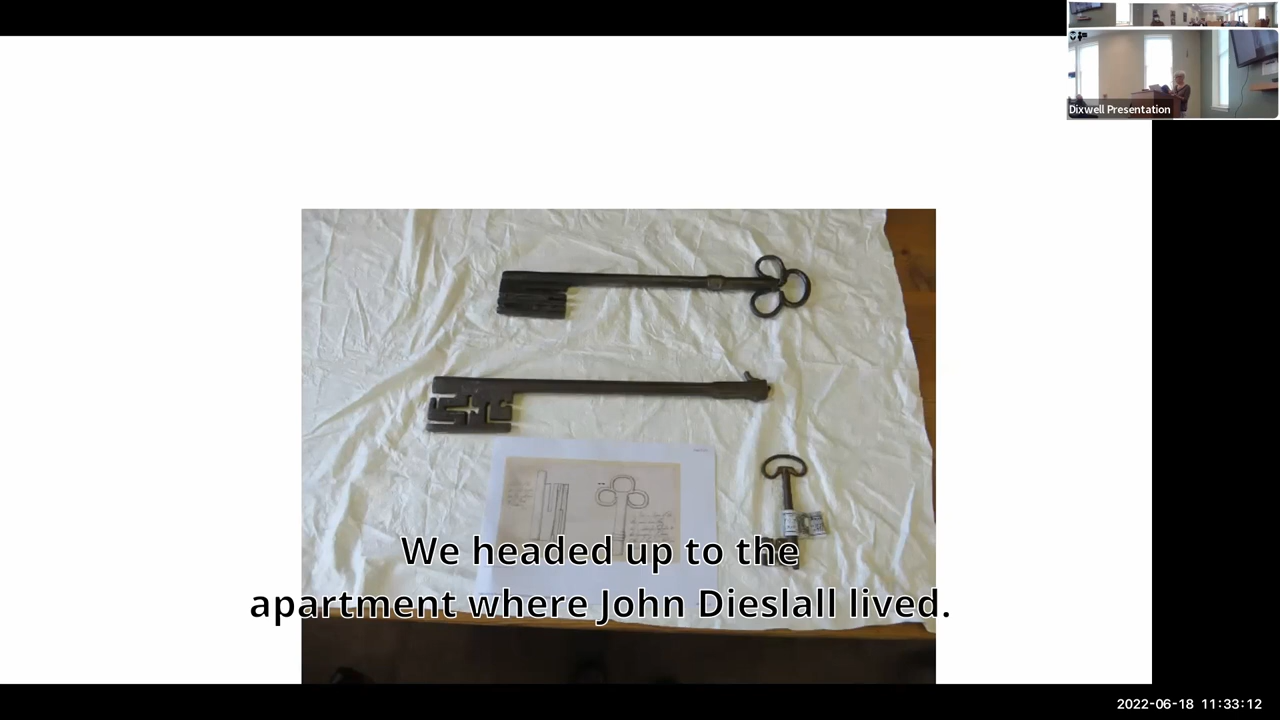 Dixwell Presentation
We headed up to the
apartment where John Dieslall lived.
2022-06-18 11:33:12